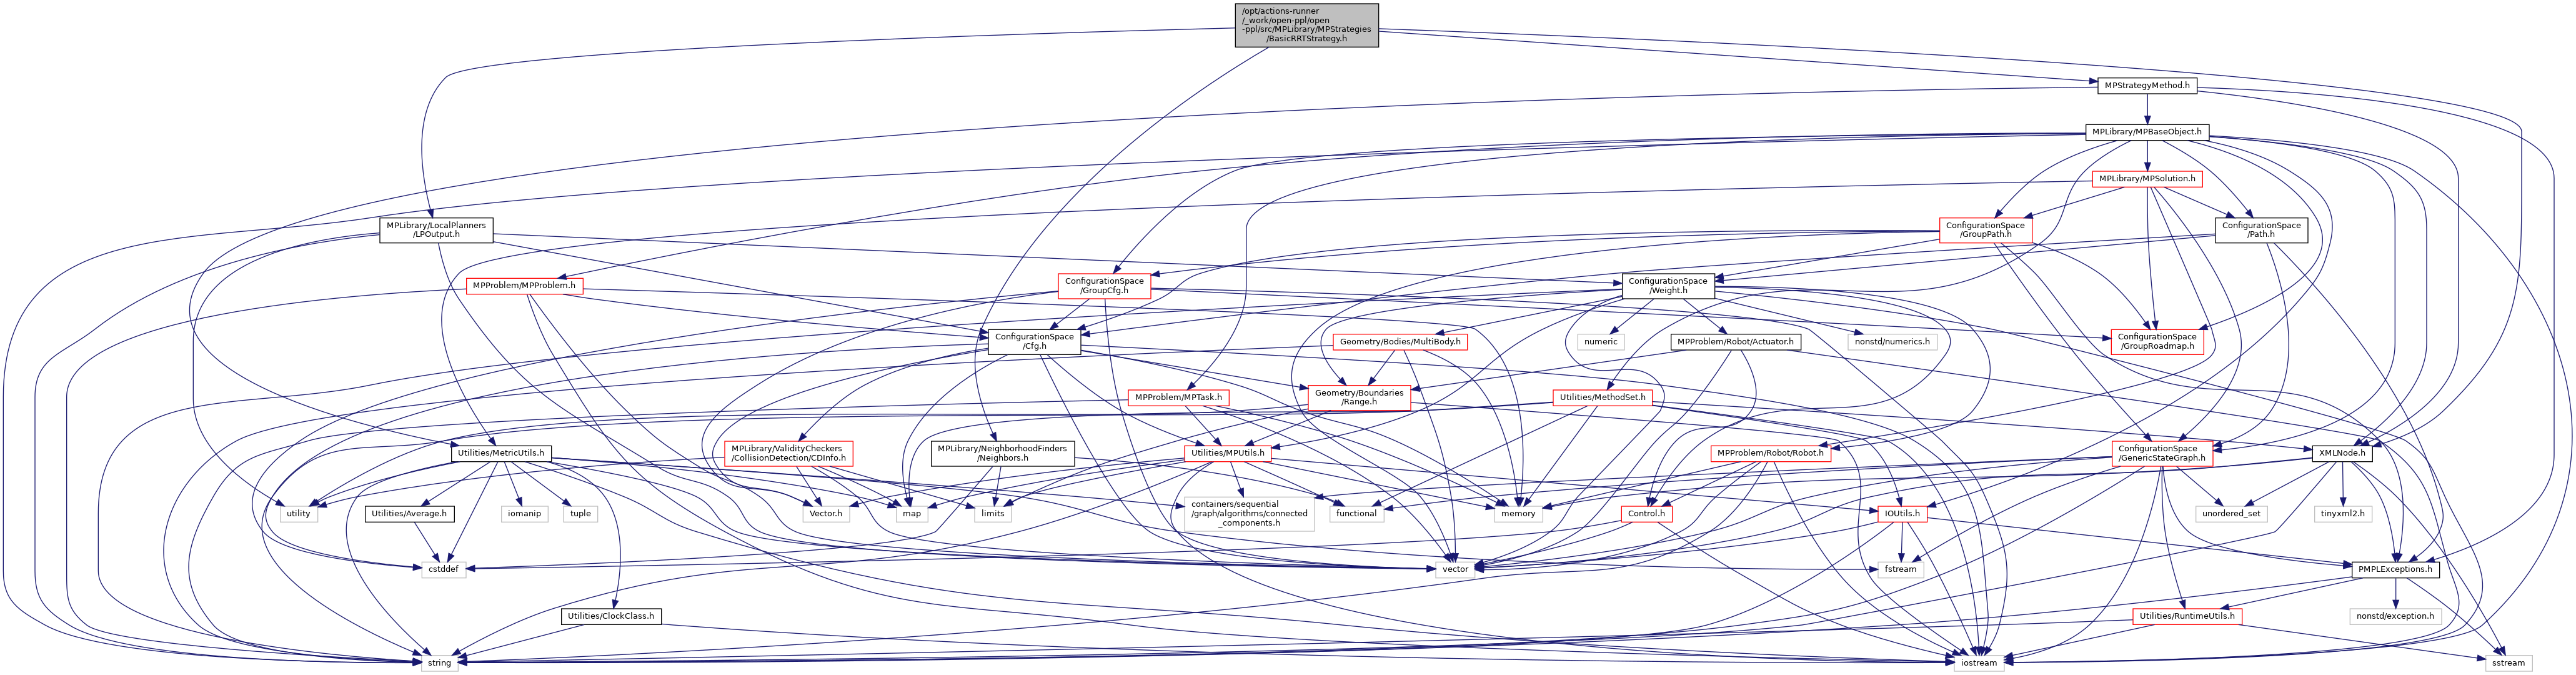 /opt/actions-runner
/_work/open-ppl/open
-ppl/src/MPLibrary/MPStrategies
/BasicRRTStrategy.h
MPStrategyMethod.h
MPLibrary/MPBaseObject.h
MPLibrary/MPSolution.h
MPLibrary/LocalPlanners
/LPOutput.h
ConfigurationSpace
/GroupPath.h
ConfigurationSpace
/Path.h
MPProblem/MPProblem.h
ConfigurationSpace
/GroupCfg.h
ConfigurationSpace
/Weight.h
ConfigurationSpace
/Cfg.h
Geometry/Bodies/MultiBody.h
numeric
MPProblem/Robot/Actuator.h
nonstd/numerics.h
ConfigurationSpace
/GroupRoadmap.h
MPProblem/MPTask.h
Geometry/Boundaries
/Range.h
Utilities/MethodSet.h
Utilities/MetricUtils.h
MPLibrary/ValidityCheckers
/CollisionDetection/CDInfo.h
MPLibrary/NeighborhoodFinders
/Neighbors.h
Utilities/MPUtils.h
MPProblem/Robot/Robot.h
ConfigurationSpace
/GenericStateGraph.h
XMLNode.h
utility
Utilities/Average.h
iomanip
tuple
Vector.h
map
limits
containers/sequential
/graph/algorithms/connected
_components.h
functional
memory
Control.h
IOUtils.h
unordered_set
tinyxml2.h
cstddef
vector
fstream
PMPLExceptions.h
Utilities/ClockClass.h
Utilities/RuntimeUtils.h
nonstd/exception.h
string
iostream
sstream